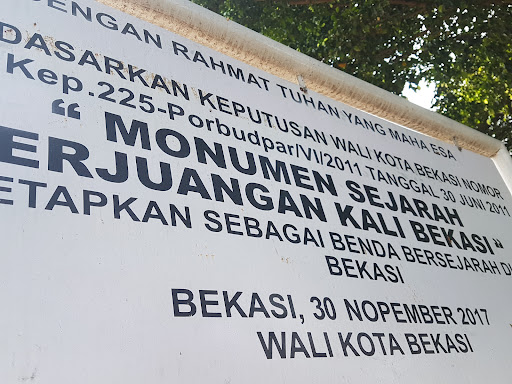 DENGAN RAHMAT TUHAN YANG MAHA ESA
DASARKAN KEPUTUSAN WALI KOTA BEKASI NOMOR
Kep.225-Porbudpar/VI/2011 TANGGAL 30 JUNI 2011
“ MONUMEN SEJARAH
ERJUANGAN KALI BEKASI ”
ETAPKAN SEBAGAI BENDA BERSEJARAH DI
BEKASI
BEKASI, 30 NOPEMBER 2017
WALI KOTA BEKASI